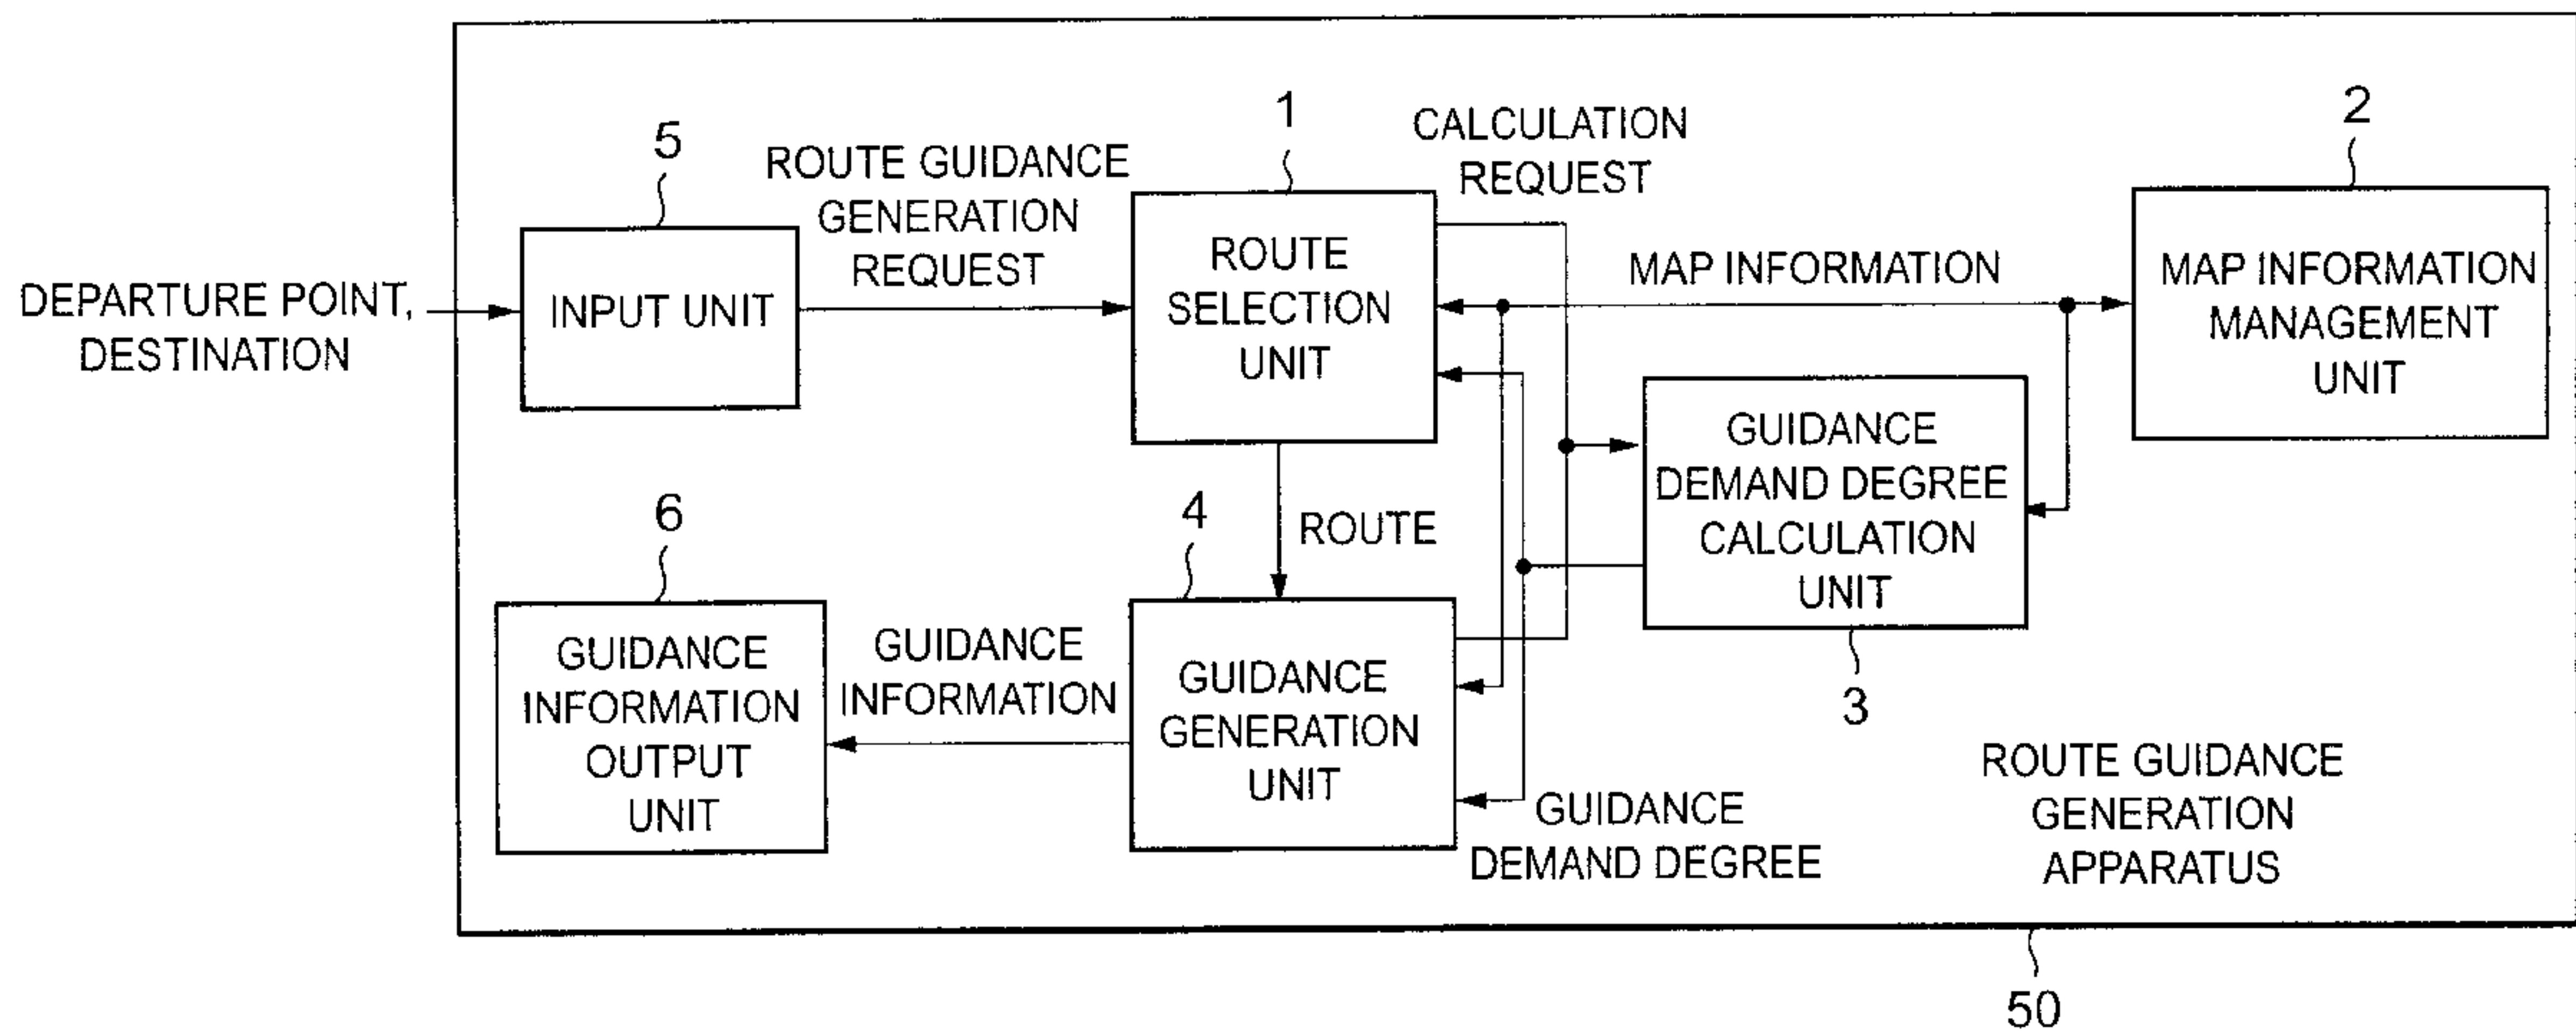 DEPARTURE POINT,
DESTINATION
5
INPUT UNIT
ROUTE GUIDANCE
GENERATION
REQUEST
1
ROUTE
SELECTION
UNIT
CALCULATION
REQUEST
MAP INFORMATION
2
MAP INFORMATION
MANAGEMENT
UNIT
GUIDANCE
DEMAND DEGREE
CALCULATION
UNIT
3
ROUTE
4
GUIDANCE
GENERATION
UNIT
GUIDANCE
DEMAND DEGREE
GUIDANCE
INFORMATION
6
GUIDANCE
INFORMATION
OUTPUT
UNIT
ROUTE GUIDANCE
GENERATION
APPARATUS
50